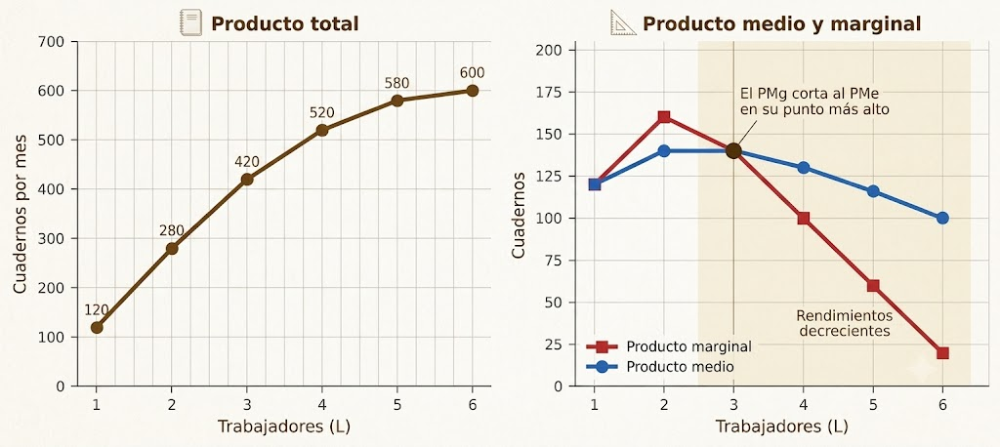 Producto total
700
600
500
400
300
200
100
0
Cuadernos por mes
120
280
420
520
580
600
1 2 3 4 5 6
Trabajadores (L)
Producto medio y marginal
200
175
150
125
100
75
50
25
0
Cuadernos
El PMg corta al PMe
en su punto más alto
Rendimientos
decrecientes
Producto marginal
Producto medio
1 2 3 4 5 6
Trabajadores (L)